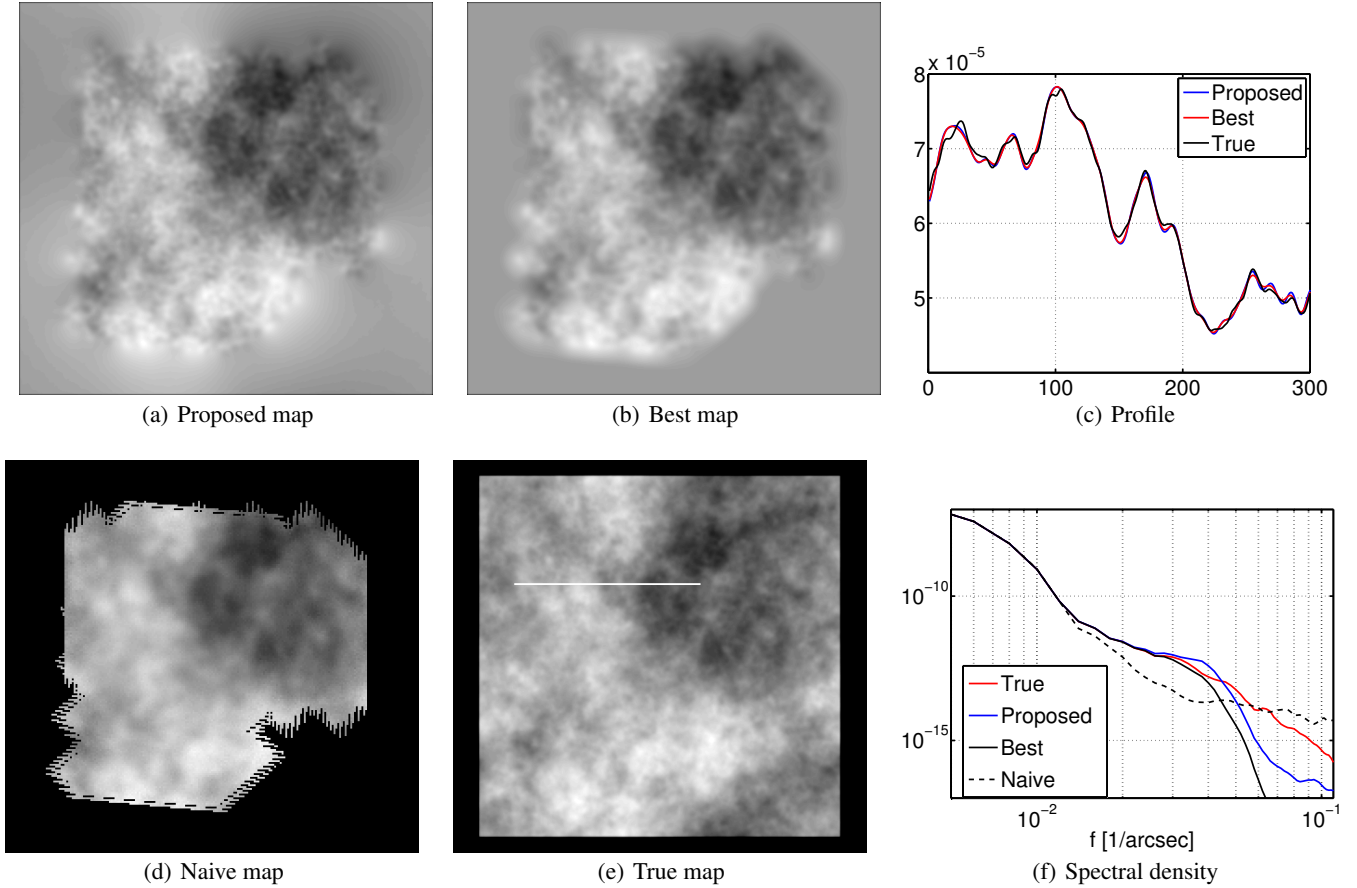 8 x 10⁻⁵
7
6
5
0 100 200 300
Proposed
Best
True
(a) Proposed map
(b) Best map
(c) Profile
10⁻¹⁰
10⁻¹⁵
True
Proposed
Best
Naive
10⁻² 10⁻¹
f [1/arcsec]
(d) Naive map
(e) True map
(f) Spectral density